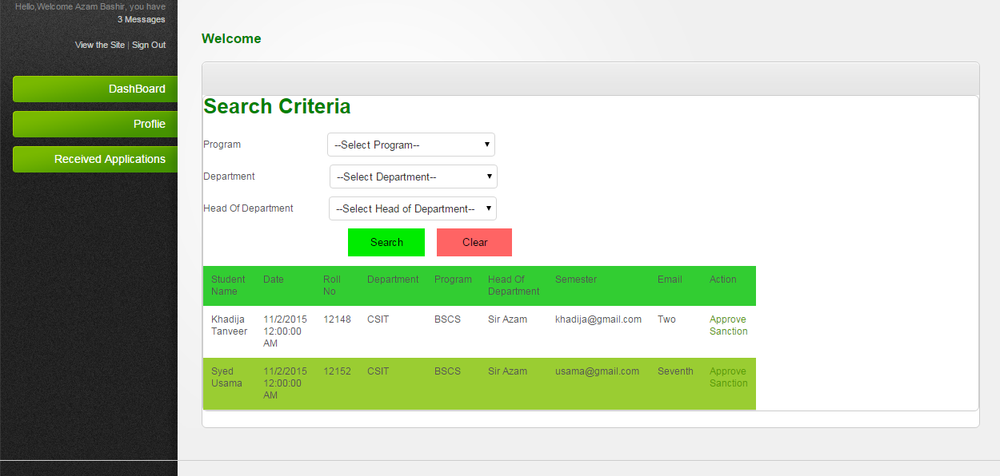 Hello,Welcome Azam Bashir, you have
3 Messages
View the Site | Sign Out
DashBoard
Proflie
Received Applications
Welcome
Search Criteria
Program --Select Program--
Department --Select Department--
Head Of Department --Select Head of Department--
Search Clear
Student Date Roll Department Program Head Of Semester Email Action
Name No Department
Khadija 11/2/2015 12148 CSIT BSCS Sir Azam khadija@gmail.com Two Approve
Tanveer 12:00:00 Sanction
AM
Syed 11/2/2015 12152 CSIT BSCS Sir Azam usama@gmail.com Seventh Approve
Usama 12:00:00 Sanction
AM